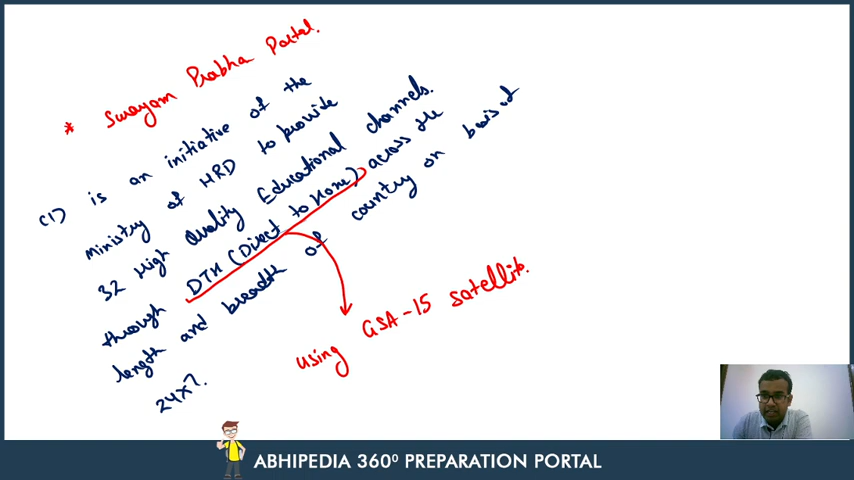 * Swayam Prabha Portal.
(1) is an initiative of the
ministry of HRD to provide
32 High Quality Educational channels.
through DTH (Direct to Home) across the
length and breadth of country on basis of
24x7.
using GSA-15 satellite.
ABHIPEDIA 360° PREPARATION PORTAL